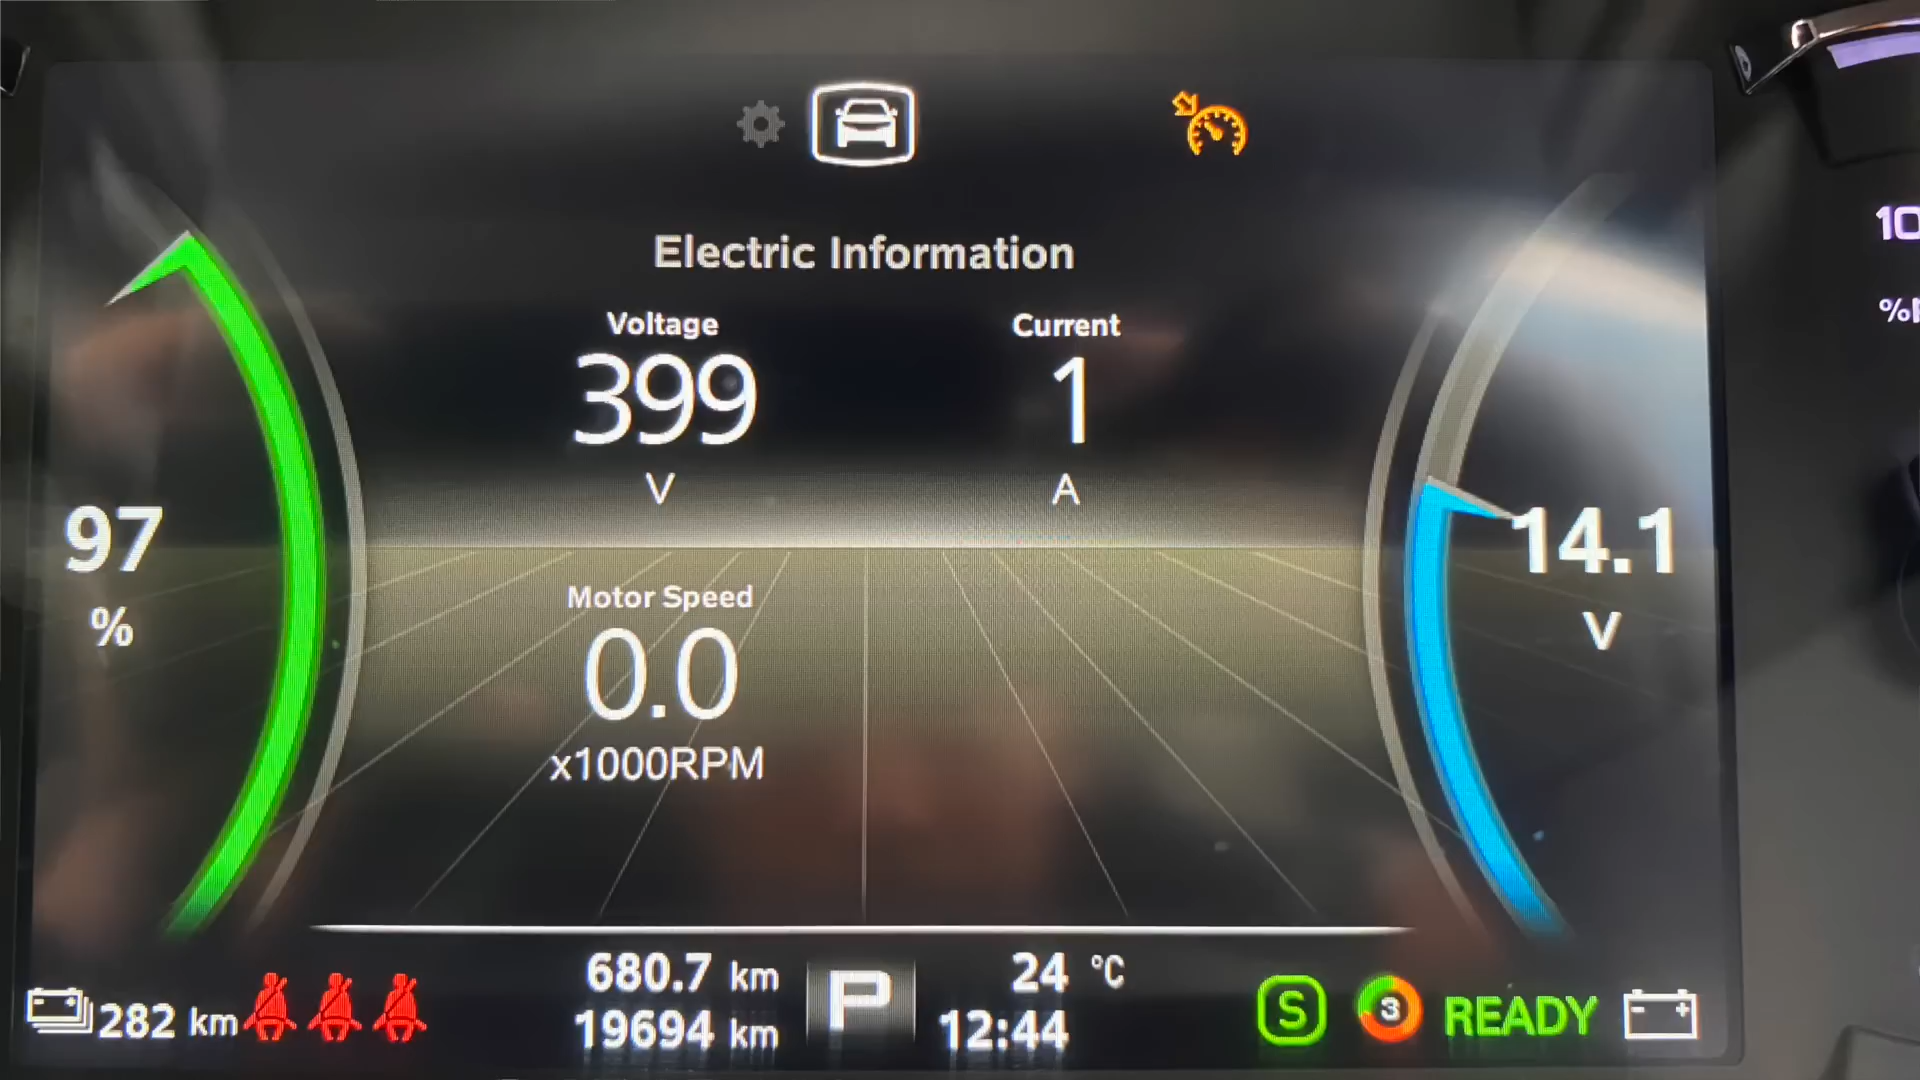 Electric Information
Voltage
399
V
Current
1
A
97
%
14.1
V
Motor Speed
0.0
x1000RPM
282 km
680.7 km
19694 km
P
24 °C
12:44
S
3
READY
10
%